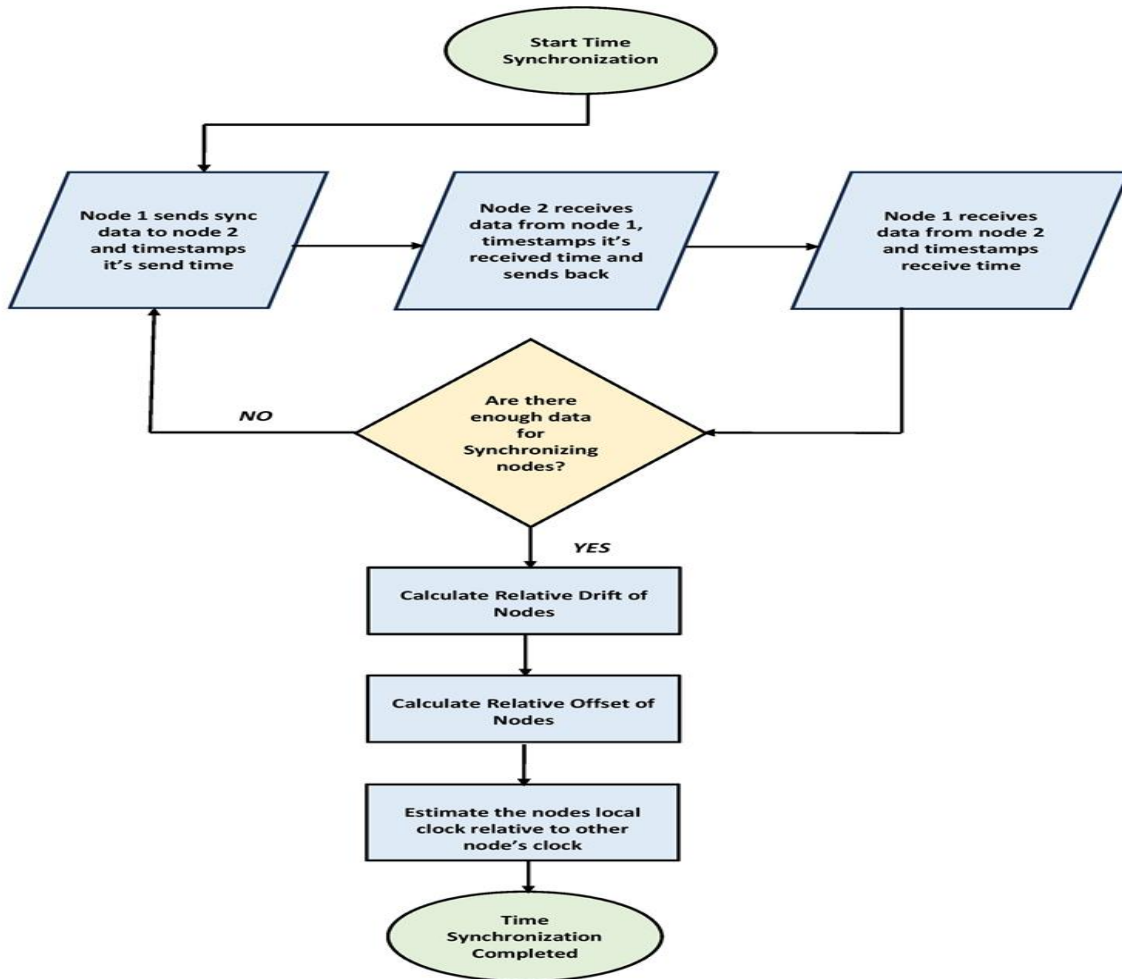 Start Time
Synchronization
Node 1 sends sync
data to node 2
and timestamps
it's send time
Node 2 receives
data from node 1,
timestamps it's
received time and
sends back
Node 1 receives
data from node 2
and timestamps
receive time
Are there
enough data
for
Synchronizing
nodes?
NO
YES
Calculate Relative Drift of
Nodes
Calculate Relative Offset of
Nodes
Estimate the nodes local
clock relative to other
node's clock
Time
Synchronization
Completed